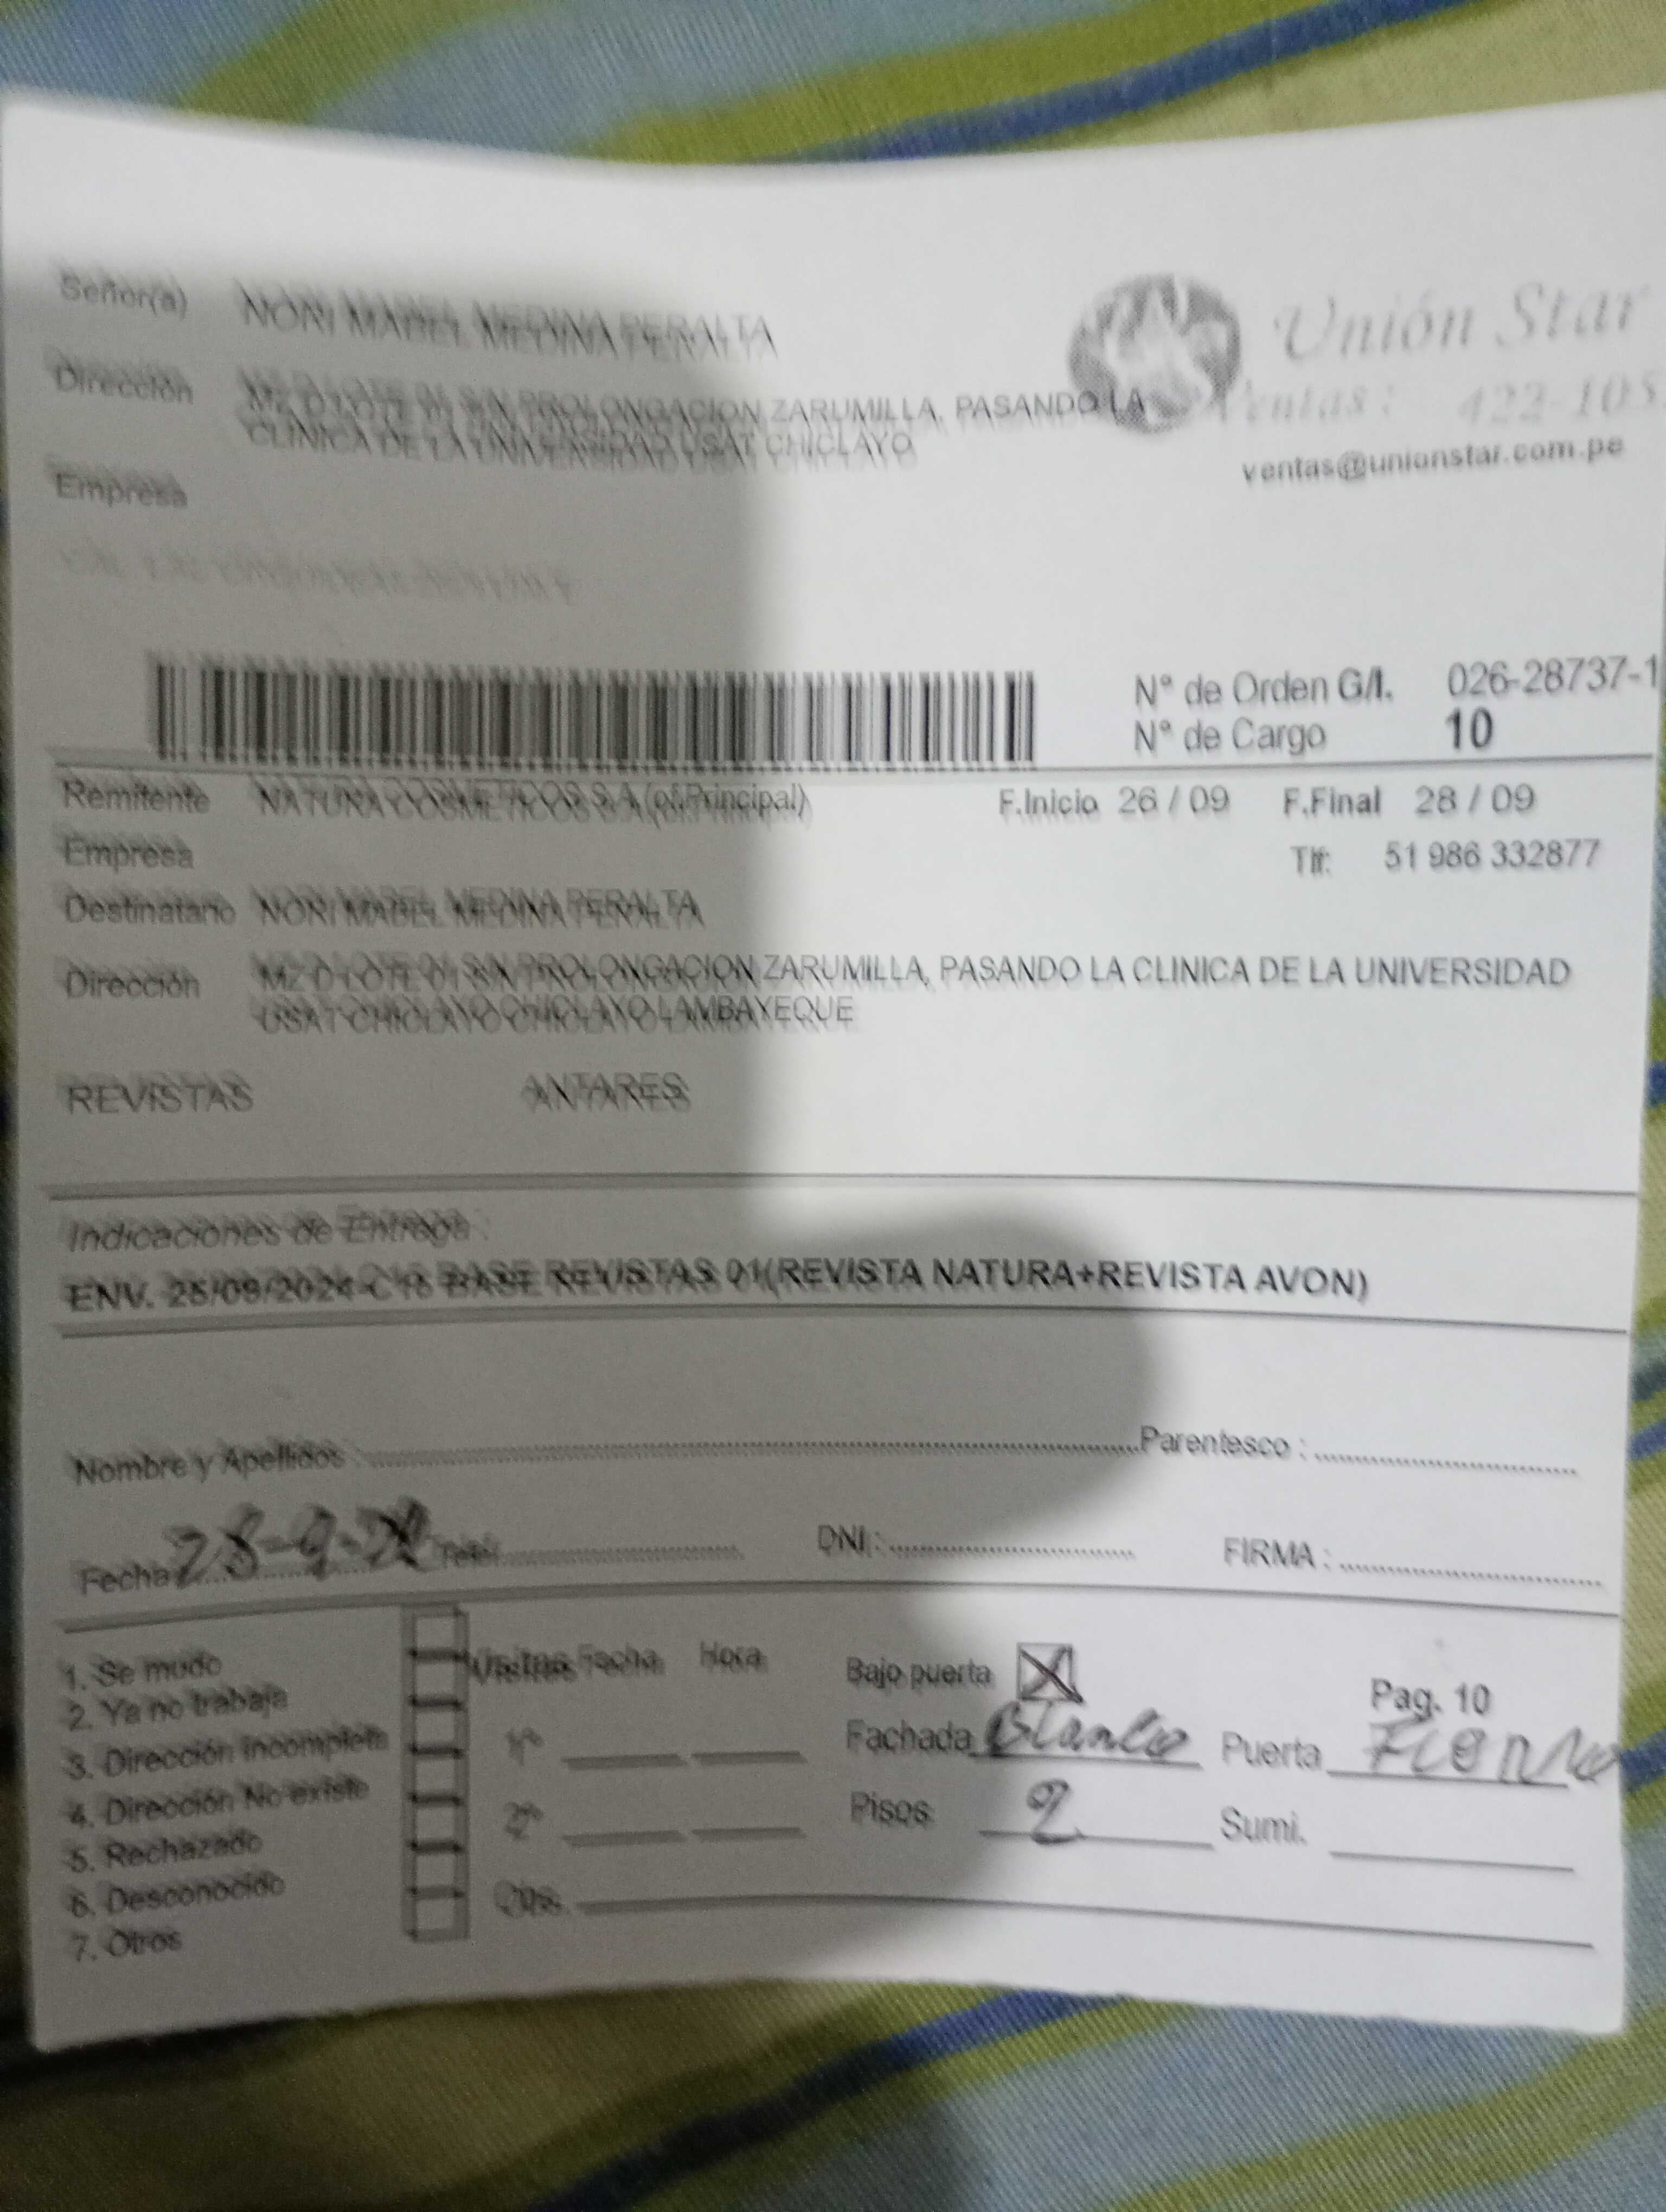 Señor(a) NORI MABEL MEDINA PERALTA
Unión Star
Dirección MZ D LOTE 01 S/N PROLONGACION ZARUMILLA, PASANDO LA
CLINICA DE LA UNIVERSIDAD USAT CHICLAYO
Ventas: 422-105
ventas@unionstar.com.pe
Empresa
N° de Orden G/I. 026-28737-1
N° de Cargo 10
Remitente NATURA COSMETICOS S.A.(of.Principal) F.Inicio 26 / 09 F.Final 28 / 09
Empresa Tlf: 51 986 332877
Destinatario NORI MABEL MEDINA PERALTA
Dirección MZ D LOTE 01 S/N PROLONGACION ZARUMILLA, PASANDO LA CLINICA DE LA UNIVERSIDAD
USAT CHICLAYO CHICLAYO LAMBAYEQUE
REVISTAS ANTARES
Indicaciones de Entrega :
ENV. 25/09/2024-C15 BASE REVISTAS 01(REVISTA NATURA+REVISTA AVON)
Nombre y Apellidos : Parentesco :
Fecha 28-9-24 Telef. DNI : FIRMA :
1. Se mudo
2. Ya no trabaja
3. Dirección incompleta
4. Dirección No existe
5. Rechazado
6. Desconocido
7. Otros
Visitas Fecha Hora
1°
2°
Obs.
Bajo puerta X
Pag. 10
Fachada Blanco Puerta Fierro
Pisos 2 Sumi.